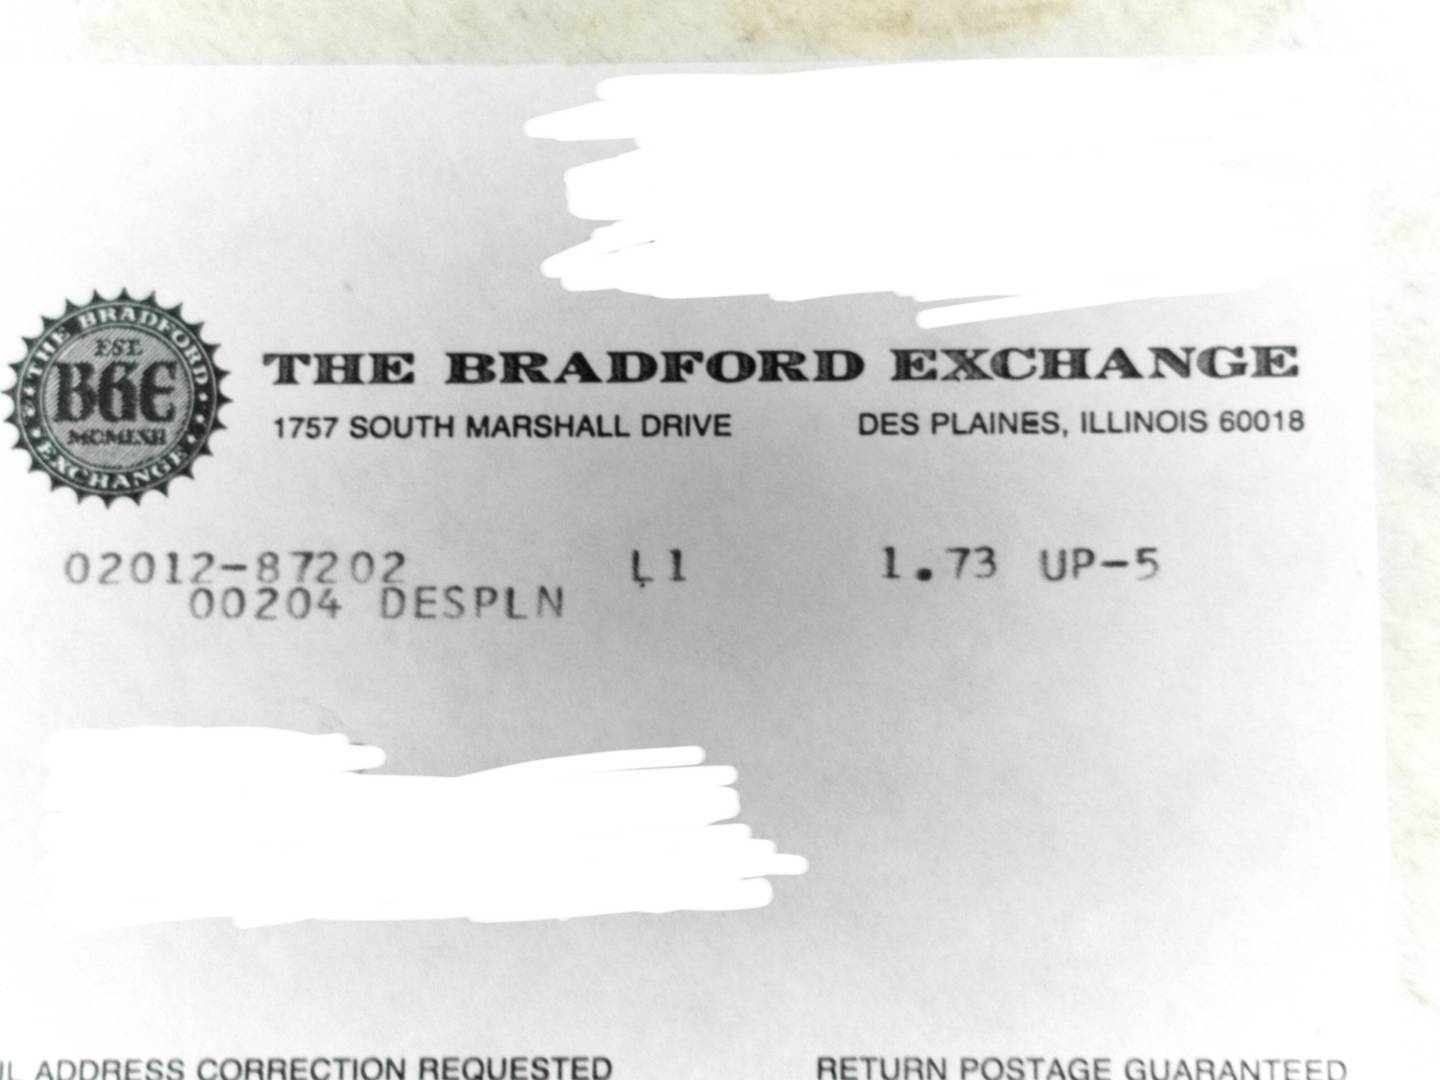 THE BRADFORD EXCHANGE
EST.
BGE
MCMLXII
THE BRADFORD EXCHANGE
1757 SOUTH MARSHALL DRIVE DES PLAINES, ILLINOIS 60018
02012-87202 L1 1.73 UP-5
00204 DESPLN
ADDRESS CORRECTION REQUESTED RETURN POSTAGE GUARANTEED